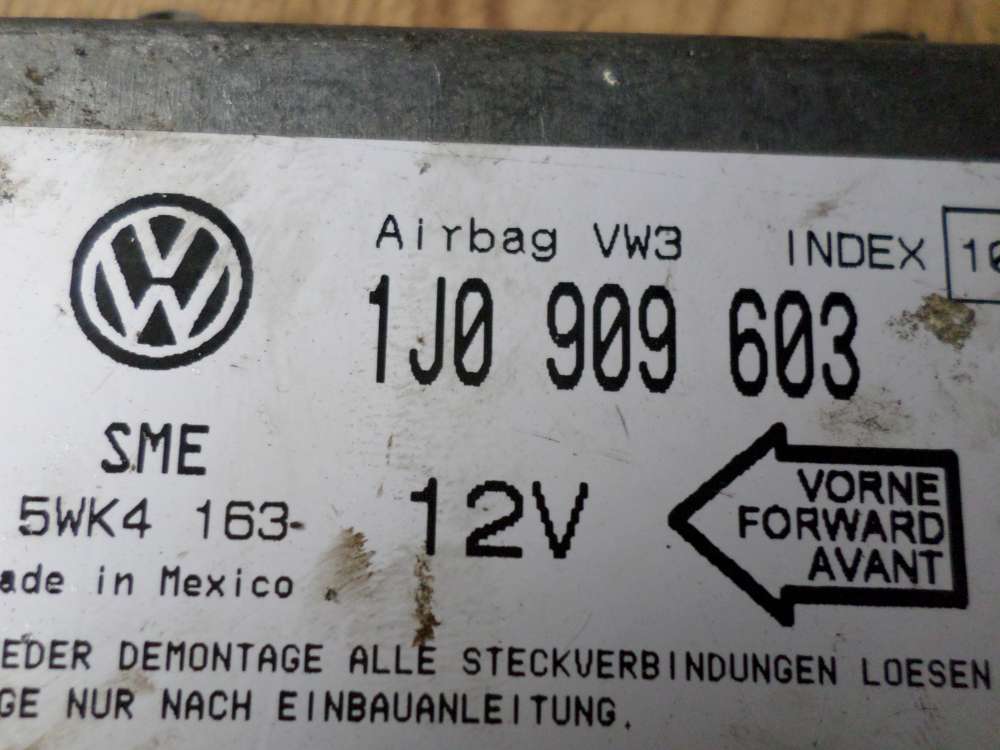 Airbag VW3 INDEX 10
1J0 909 603
SME
5WK4 163-
12V
VORNE
FORWARD
AVANT
ade in Mexico
EDER DEMONTAGE ALLE STECKVERBINDUNGEN LOESEN
GE NUR NACH EINBAUANLEITUNG.